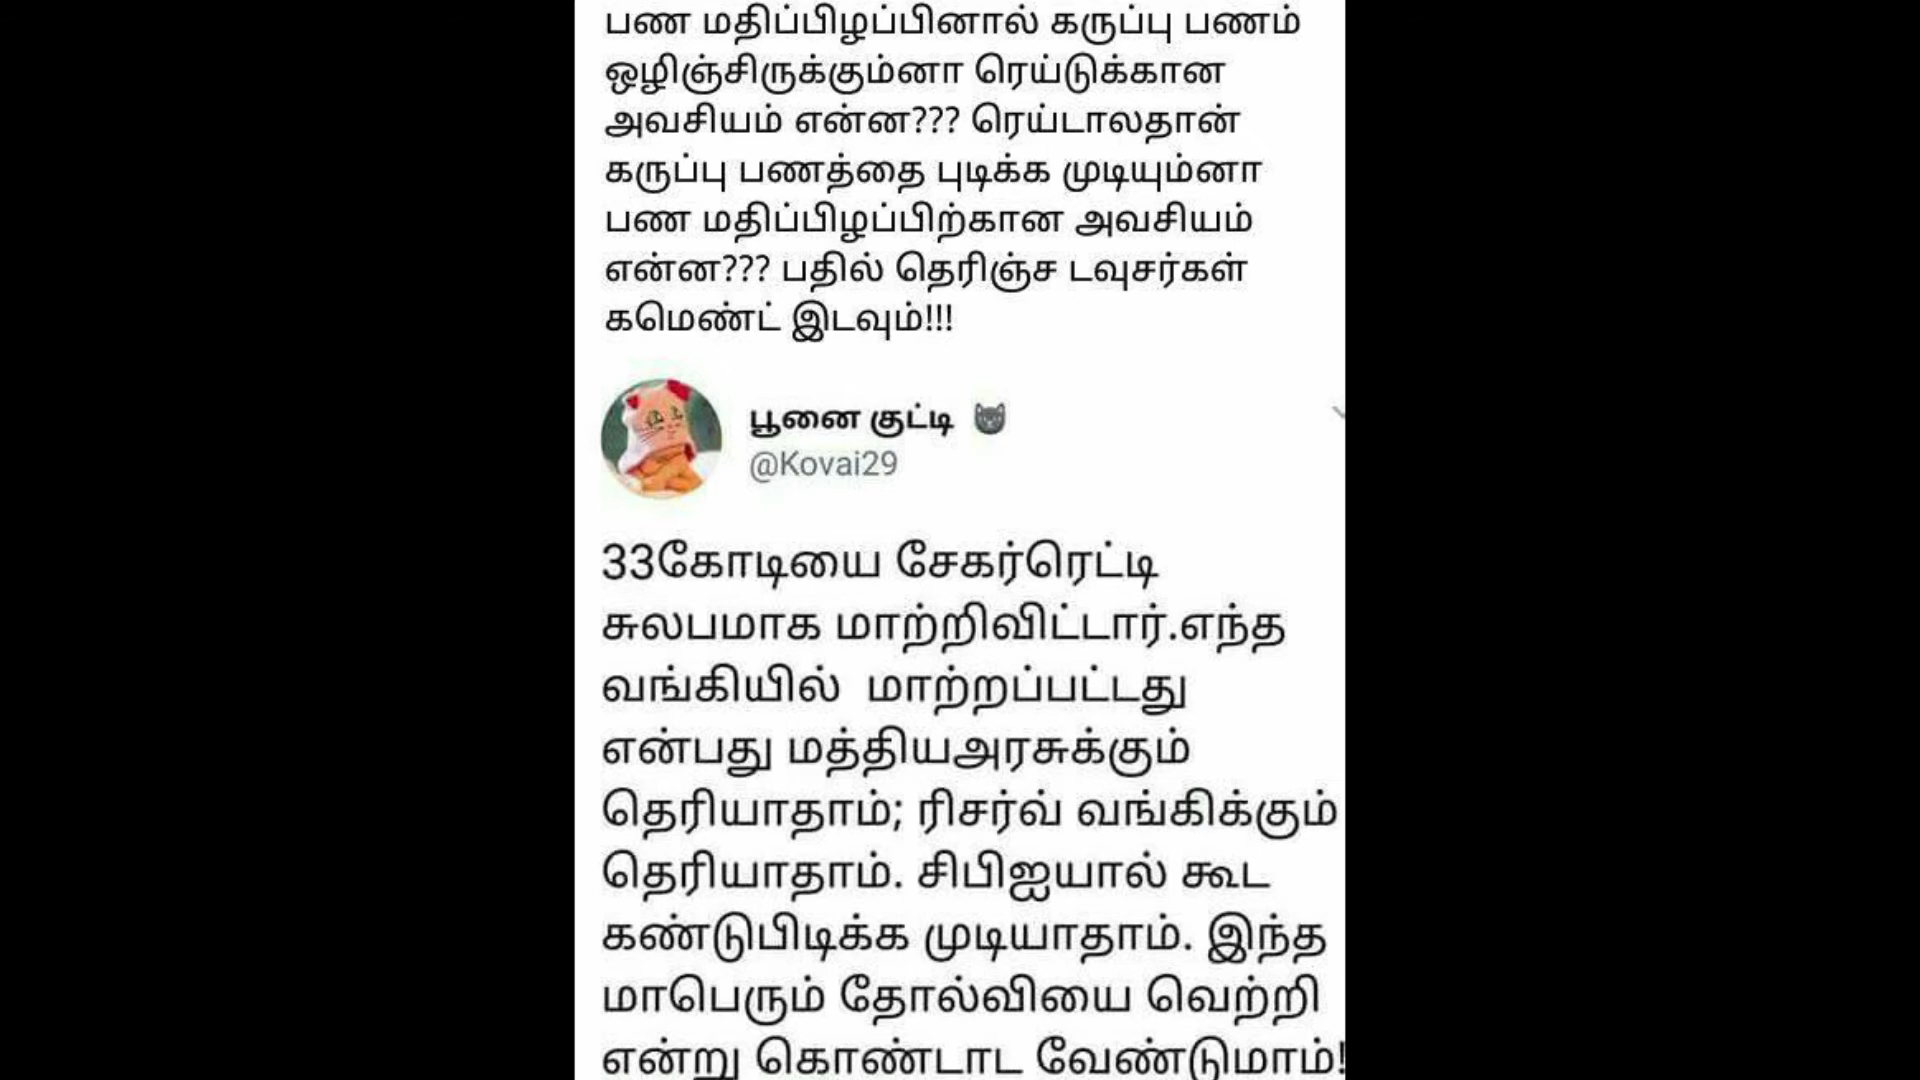 பண மதிப்பிழப்பினால் கருப்பு பணம்
ஒழிஞ்சிருக்கும்னா ரெய்டுக்கான
அவசியம் என்ன??? ரெய்டாலதான்
கருப்பு பணத்தை புடிக்க முடியும்னா
பண மதிப்பிழப்பிற்கான அவசியம்
என்ன??? பதில் தெரிஞ்ச டவுசர்கள்
கமெண்ட் இடவும்!!!
பூனை குட்டி 😺
@Kovai29
33கோடியை சேகர்ரெட்டி
சுலபமாக மாற்றிவிட்டார்.எந்த
வங்கியில் மாற்றப்பட்டது
என்பது மத்தியஅரசுக்கும்
தெரியாதாம்; ரிசர்வ் வங்கிக்கும்
தெரியாதாம். சிபிஐயால் கூட
கண்டுபிடிக்க முடியாதாம். இந்த
மாபெரும் தோல்வியை வெற்றி
என்று கொண்டாட வேண்டுமாம்!